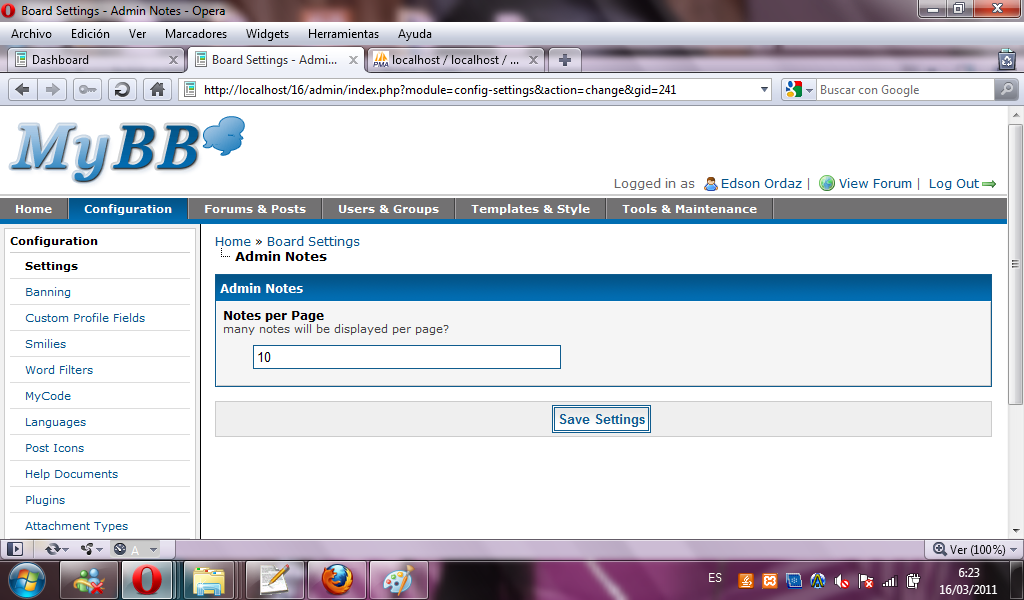 Board Settings - Admin Notes - Opera
Archivo Edición Ver Marcadores Widgets Herramientas Ayuda
Dashboard Board Settings - Admi... PMA localhost / localhost / ...
http://localhost/16/admin/index.php?module=config-settings&action=change&gid=241 Buscar con Google
MyBB
Logged in as Edson Ordaz | View Forum | Log Out
Home Configuration Forums & Posts Users & Groups Templates & Style Tools & Maintenance
Configuration
Settings
Banning
Custom Profile Fields
Smilies
Word Filters
MyCode
Languages
Post Icons
Help Documents
Plugins
Attachment Types
Home » Board Settings
Admin Notes
Admin Notes
Notes per Page
many notes will be displayed per page?
10
Save Settings
A
Ver (100%)
ES
6:23
16/03/2011